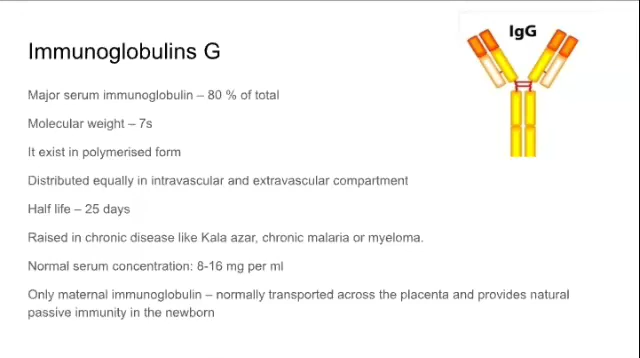 IgG
Immunoglobulins G
Major serum immunoglobulin – 80 % of total
Molecular weight – 7s
It exist in polymerised form
Distributed equally in intravascular and extravascular compartment
Half life – 25 days
Raised in chronic disease like Kala azar, chronic malaria or myeloma.
Normal serum concentration: 8-16 mg per ml
Only maternal immunoglobulin – normally transported across the placenta and provides natural
passive immunity in the newborn